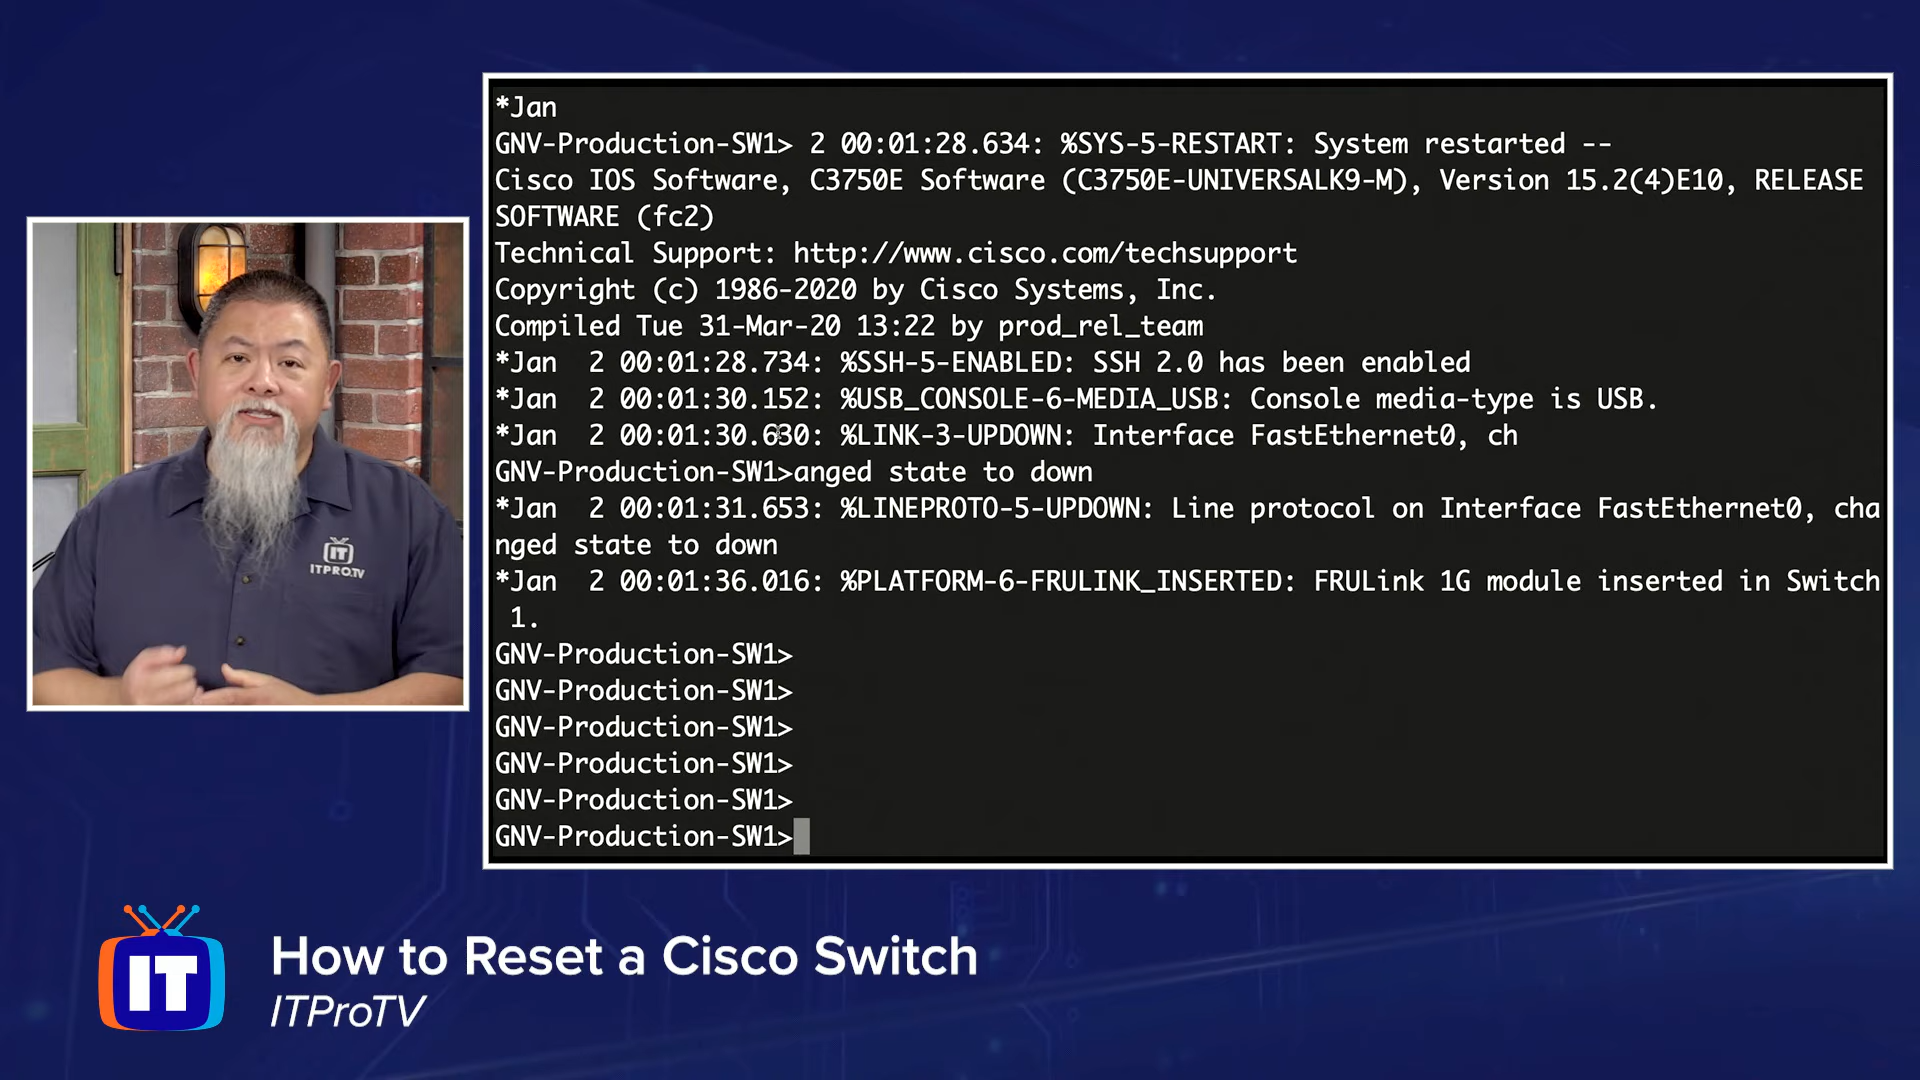 *Jan
GNV-Production-SW1> 2 00:01:28.634: %SYS-5-RESTART: System restarted --
Cisco IOS Software, C3750E Software (C3750E-UNIVERSALK9-M), Version 15.2(4)E10, RELEASE
SOFTWARE (fc2)
Technical Support: http://www.cisco.com/techsupport
Copyright (c) 1986-2020 by Cisco Systems, Inc.
Compiled Tue 31-Mar-20 13:22 by prod_rel_team
*Jan  2 00:01:28.734: %SSH-5-ENABLED: SSH 2.0 has been enabled
*Jan  2 00:01:30.152: %USB_CONSOLE-6-MEDIA_USB: Console media-type is USB.
*Jan  2 00:01:30.630: %LINK-3-UPDOWN: Interface FastEthernet0, ch
GNV-Production-SW1>anged state to down
*Jan  2 00:01:31.653: %LINEPROTO-5-UPDOWN: Line protocol on Interface FastEthernet0, cha
nged state to down
*Jan  2 00:01:36.016: %PLATFORM-6-FRULINK_INSERTED: FRULink 1G module inserted in Switch
 1.
GNV-Production-SW1>
GNV-Production-SW1>
GNV-Production-SW1>
GNV-Production-SW1>
GNV-Production-SW1>
GNV-Production-SW1>
IT
ITPRO.TV
IT
How to Reset a Cisco Switch
ITProTV